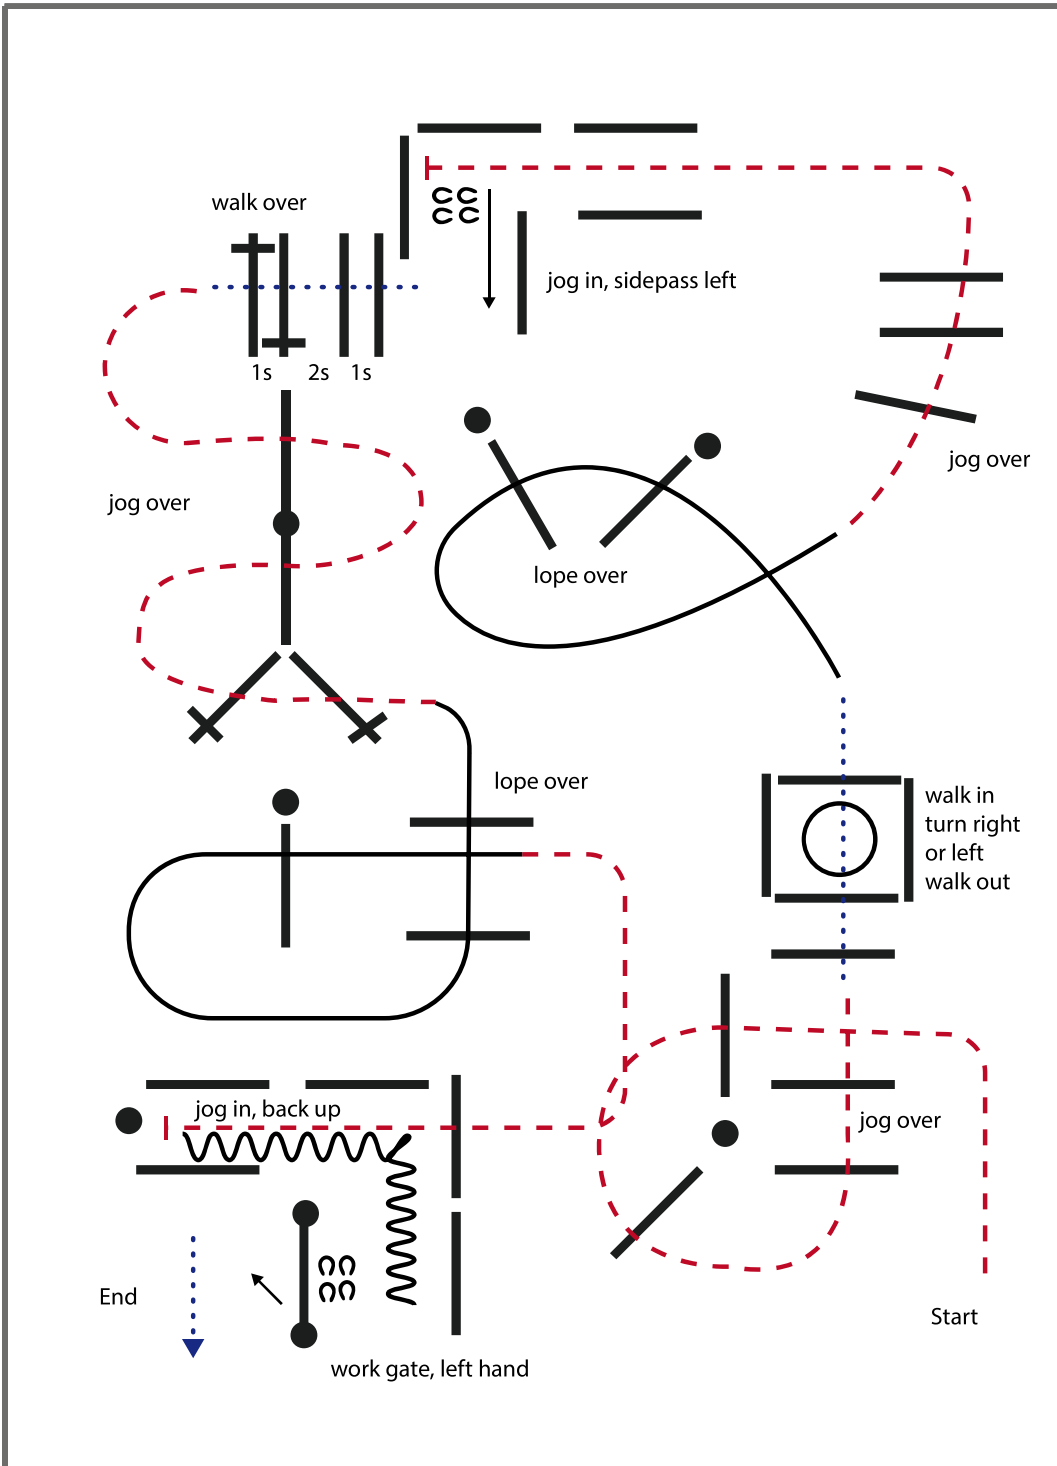 walk over
jog in, sidepass left
1s 2s 1s
jog over
jog over
lope over
lope over
walk in
turn right
or left
walk out
jog in, back up
jog over
End
Start
work gate, left hand